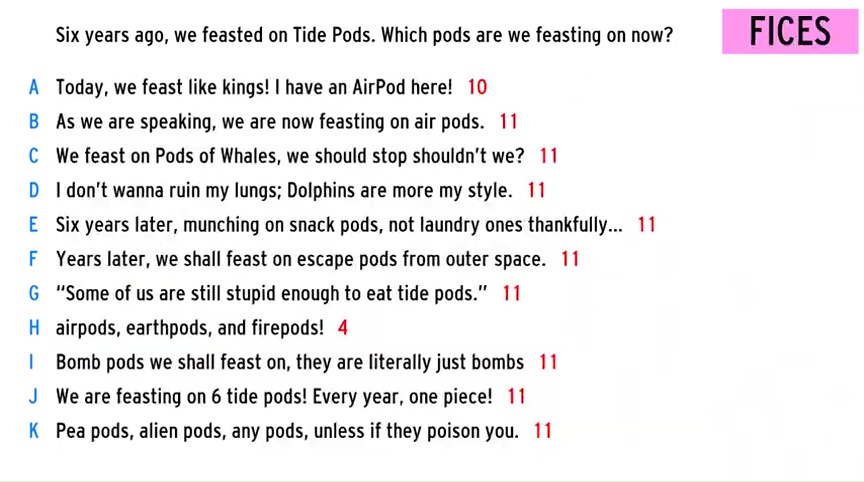 Six years ago, we feasted on Tide Pods. Which pods are we feasting on now?
FICES
A Today, we feast like kings! I have an AirPod here! 10
B As we are speaking, we are now feasting on air pods. 11
C We feast on Pods of Whales, we should stop shouldn't we? 11
D I don't wanna ruin my lungs; Dolphins are more my style. 11
E Six years later, munching on snack pods, not laundry ones thankfully... 11
F Years later, we shall feast on escape pods from outer space. 11
G “Some of us are still stupid enough to eat tide pods.” 11
H airpods, earthpods, and firepods! 4
I Bomb pods we shall feast on, they are literally just bombs 11
J We are feasting on 6 tide pods! Every year, one piece! 11
K Pea pods, alien pods, any pods, unless if they poison you. 11